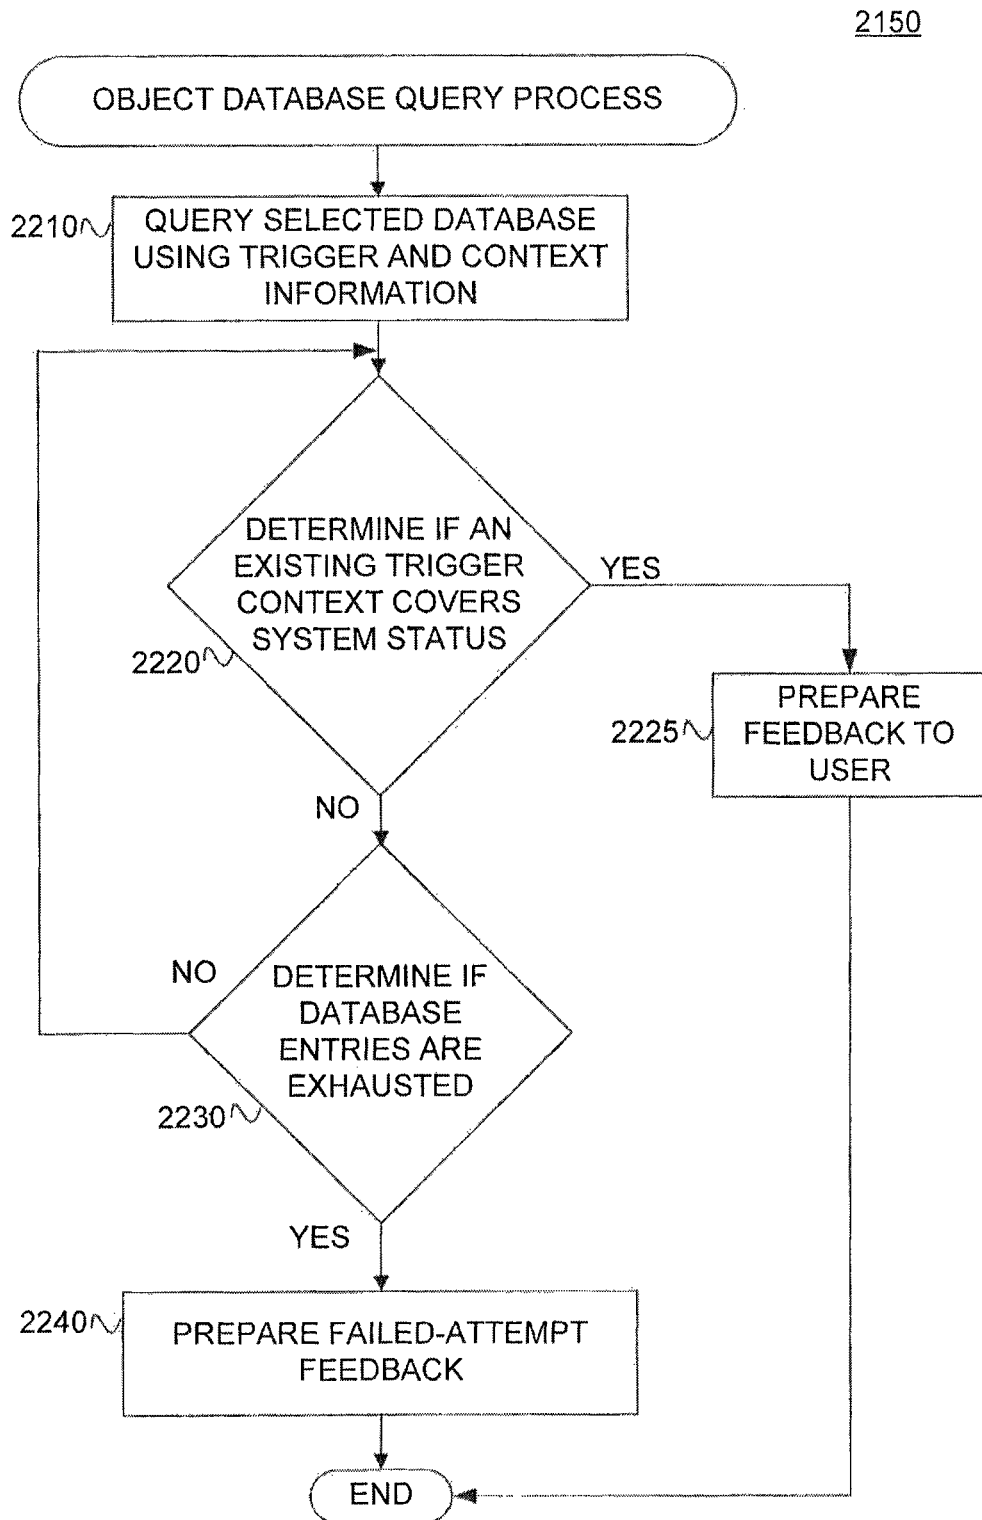 2150
OBJECT DATABASE QUERY PROCESS
2210
QUERY SELECTED DATABASE
USING TRIGGER AND CONTEXT
INFORMATION
DETERMINE IF AN
EXISTING TRIGGER
CONTEXT COVERS
SYSTEM STATUS
2220
YES
2225
PREPARE
FEEDBACK TO
USER
NO
NO
DETERMINE IF
DATABASE
ENTRIES ARE
EXHAUSTED
2230
YES
2240
PREPARE FAILED-ATTEMPT
FEEDBACK
END